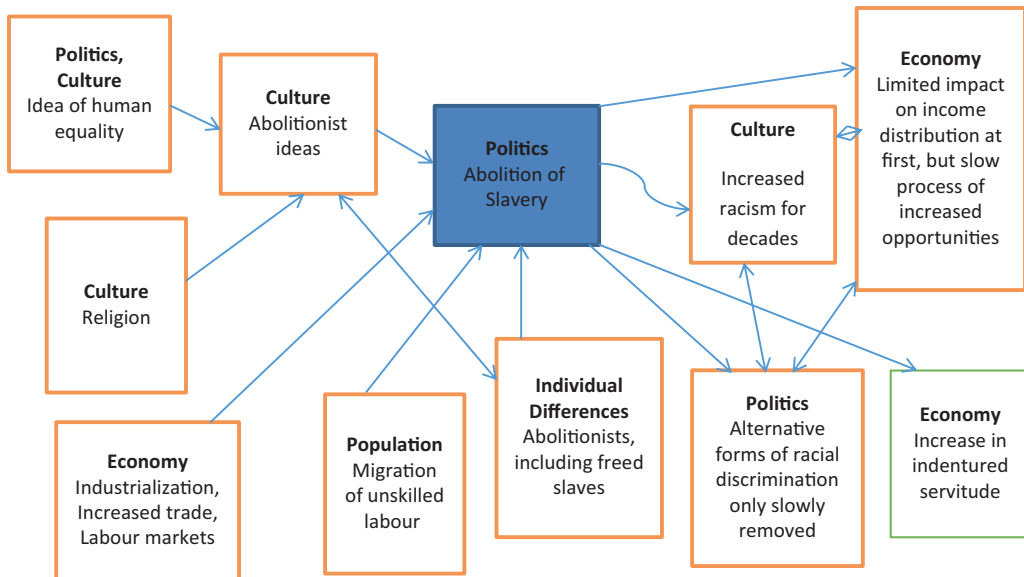 Politics,
Culture
Idea of human
equality
Culture
Abolitionist
ideas
Politics
Abolition of
Slavery
Culture
Increased
racism for
decades
Economy
Limited impact
on income
distribution at
first, but slow
process of
increased
opportunities
Culture
Religion
Economy
Industrialization,
Increased trade,
Labour markets
Population
Migration
of unskilled
labour
Individual
Differences
Abolitionists,
including freed
slaves
Politics
Alternative
forms of racial
discrimination
only slowly
removed
Economy
Increase in
indentured
servitude